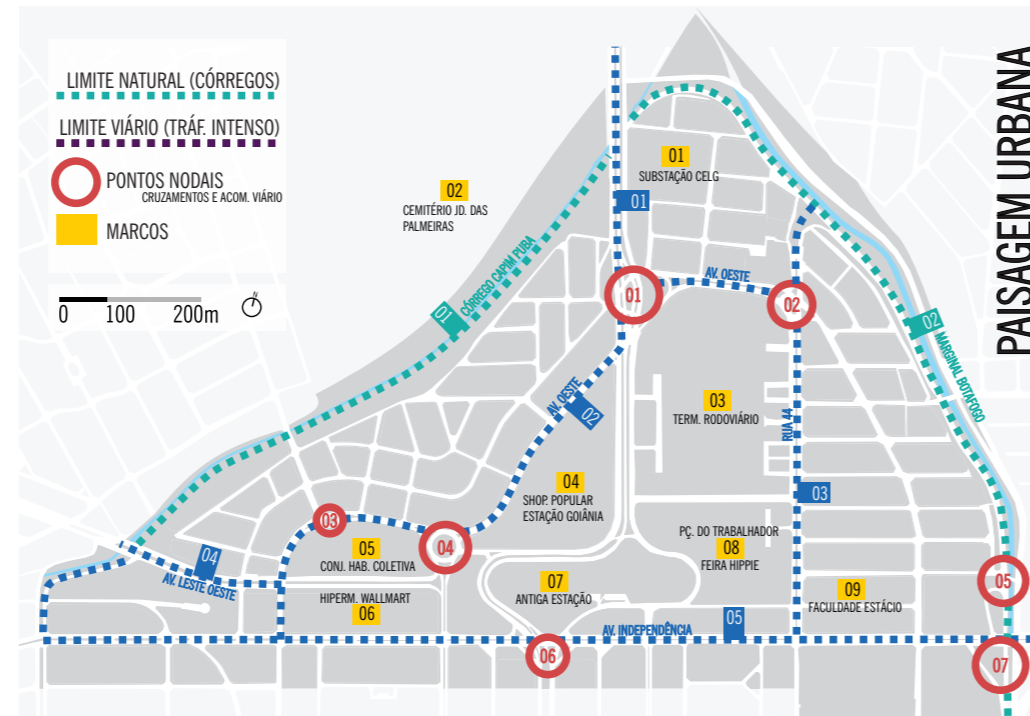 PAISAGEM URBANA
LIMITE NATURAL (CÓRREGOS)
LIMITE VIÁRIO (TRÁF. INTENSO)
PONTOS NODAIS
CRUZAMENTOS E ACOM. VIÁRIO
MARCOS
0 100 200m
N
01
SUBSTAÇÃO CELG
02
CEMITÉRIO JD. DAS
PALMEIRAS
01
01
CÓRREGO CAPIM PUBA
01
AV. OESTE
02
02
MARGINAL BOTAFOGO
AV. OESTE
02
03
TERM. RODOVIÁRIO
RUA 44
03
04
SHOP. POPULAR
ESTAÇÃO GOIÂNIA
03
04
05
CONJ. HAB. COLETIVA
PÇ. DO TRABALHADOR
08
FEIRA HIPPIE
04
AV. LESTE OESTE
HIPERM. WALLMART
06
07
ANTIGA ESTAÇÃO
09
FACULDADE ESTÁCIO
05
AV. INDEPENDÊNCIA
05
06
07